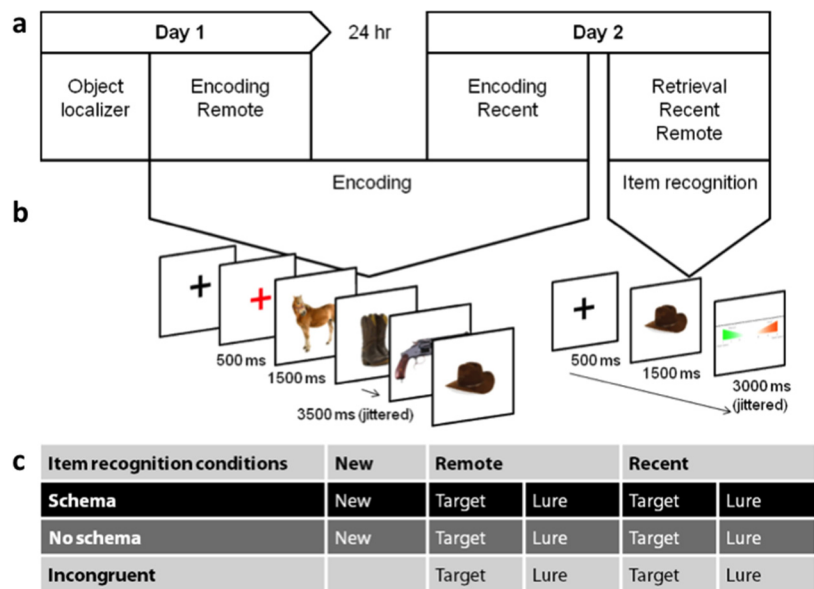 a
Day 1
24 hr
Day 2
Object
localizer
Encoding
Remote
Encoding
Recent
Retrieval
Recent
Remote
Encoding
Item recognition
b
500 ms
1500 ms
3500 ms (jittered)
500 ms
1500 ms
3000 ms
(jittered)
c
Item recognition conditions New Remote Recent
Schema New Target Lure Target Lure
No schema New Target Lure Target Lure
Incongruent Target Lure Target Lure